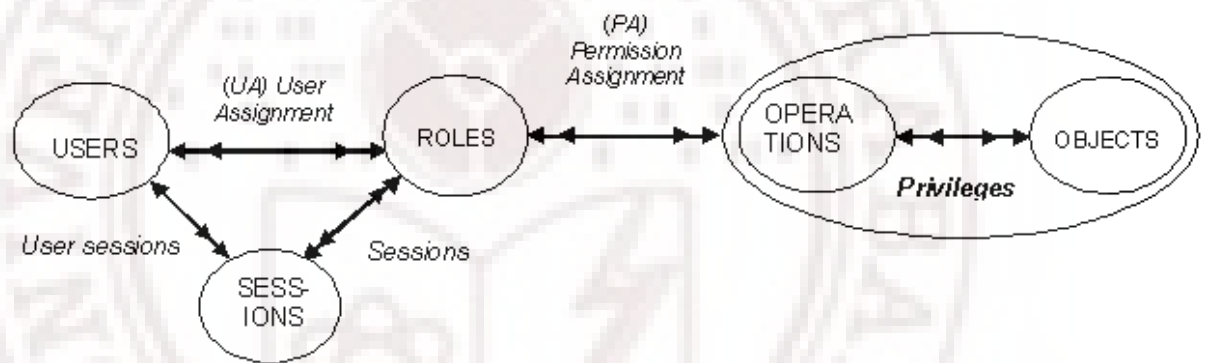 (PA)
Permission
Assignment
(UA) User
Assignment
USERS
ROLES
OPERA
TIONS
OBJECTS
Privileges
User sessions
Sessions
SESS-
IONS